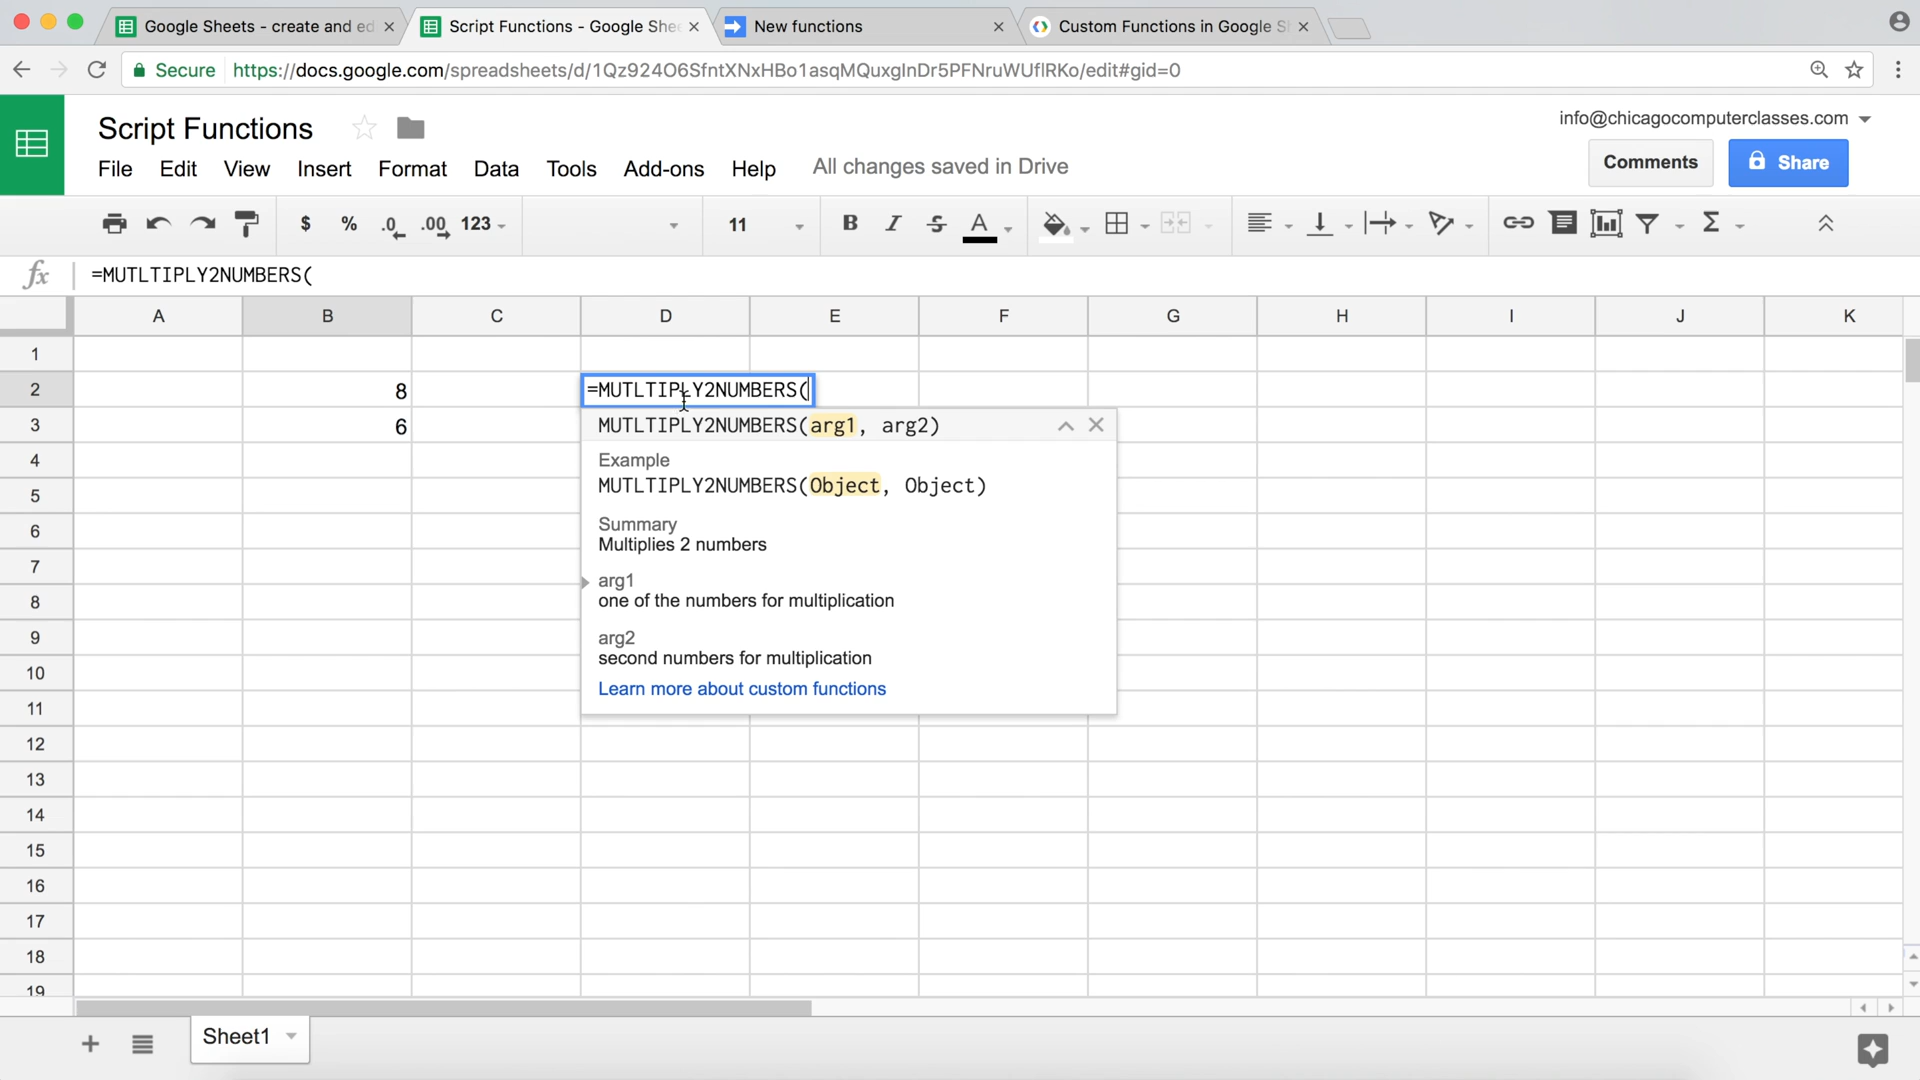 Google Sheets - create and ed
Script Functions - Google Shee
New functions
Custom Functions in Google S
Secure https://docs.google.com/spreadsheets/d/1Qz924O6SfntXNxHBo1asqMQuxgInDr5PFNruWUflRKo/edit#gid=0
Script Functions
info@chicagocomputerclasses.com
File Edit View Insert Format Data Tools Add-ons Help All changes saved in Drive
Comments
Share
$ % .0 .00 123 11 B I S A Σ
fx =MUTLTIPLY2NUMBERS(
A B C D E F G H I J K
1
2 8 =MUTLTIPLY2NUMBERS(
3 6 MUTLTIPLY2NUMBERS(arg1, arg2)
4 Example
5 MUTLTIPLY2NUMBERS(Object, Object)
6 Summary
Multiplies 2 numbers
7 arg1
8 one of the numbers for multiplication
9 arg2
10 second numbers for multiplication
Learn more about custom functions
11
12
13
14
15
16
17
18
19
Sheet1